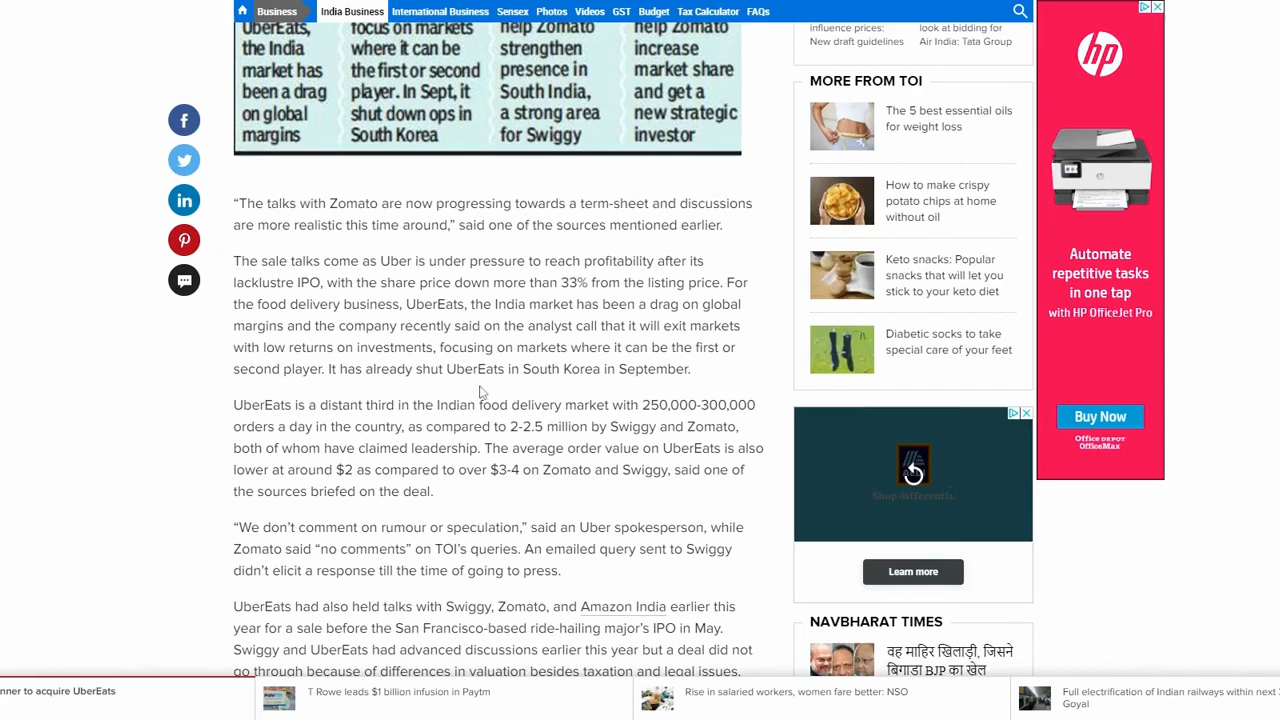 Business
India Business
International Business
Sensex
Photos
Videos
GST
Budget
Tax Calculator
FAQs
UberEats,
the India
market has
been a drag
on global
margins
focus on markets
where it can be
the first or second
player. In Sept, it
shut down ops in
South Korea
help Zomato
strengthen
presence in
South India,
a strong area
for Swiggy
help Zomato
increase
market share
and get a
new strategic
investor
“The talks with Zomato are now progressing towards a term-sheet and discussions
are more realistic this time around,” said one of the sources mentioned earlier.
The sale talks come as Uber is under pressure to reach profitability after its
lacklustre IPO, with the share price down more than 33% from the listing price. For
the food delivery business, UberEats, the India market has been a drag on global
margins and the company recently said on the analyst call that it will exit markets
with low returns on investments, focusing on markets where it can be the first or
second player. It has already shut UberEats in South Korea in September.
UberEats is a distant third in the Indian food delivery market with 250,000-300,000
orders a day in the country, as compared to 2-2.5 million by Swiggy and Zomato,
both of whom have claimed leadership. The average order value on UberEats is also
lower at around $2 as compared to over $3-4 on Zomato and Swiggy, said one of
the sources briefed on the deal.
“We don’t comment on rumour or speculation,” said an Uber spokesperson, while
Zomato said “no comments” on TOI’s queries. An emailed query sent to Swiggy
didn’t elicit a response till the time of going to press.
UberEats had also held talks with Swiggy, Zomato, and Amazon India earlier this
year for a sale before the San Francisco-based ride-hailing major’s IPO in May.
Swiggy and UberEats had advanced discussions earlier this year but a deal did not
go through because of differences in valuation besides taxation and legal issues.
influence prices:
New draft guidelines
look at bidding for
Air India: Tata Group
MORE FROM TOI
The 5 best essential oils
for weight loss
How to make crispy
potato chips at home
without oil
Keto snacks: Popular
snacks that will let you
stick to your keto diet
Diabetic socks to take
special care of your feet
Shop differentl
Learn more
NAVBHARAT TIMES
वह माहिर खिलाड़ी, जिसने
बिगाड़ा BJP का खेल
hp
Automate
repetitive tasks
in one tap
with HP OfficeJet Pro
Buy Now
Office DEPOT
OfficeMax
nner to acquire UberEats
T Rowe leads $1 billion infusion in Paytm
Rise in salaried workers, women fare better: NSO
Full electrification of Indian railways within next
Goyal